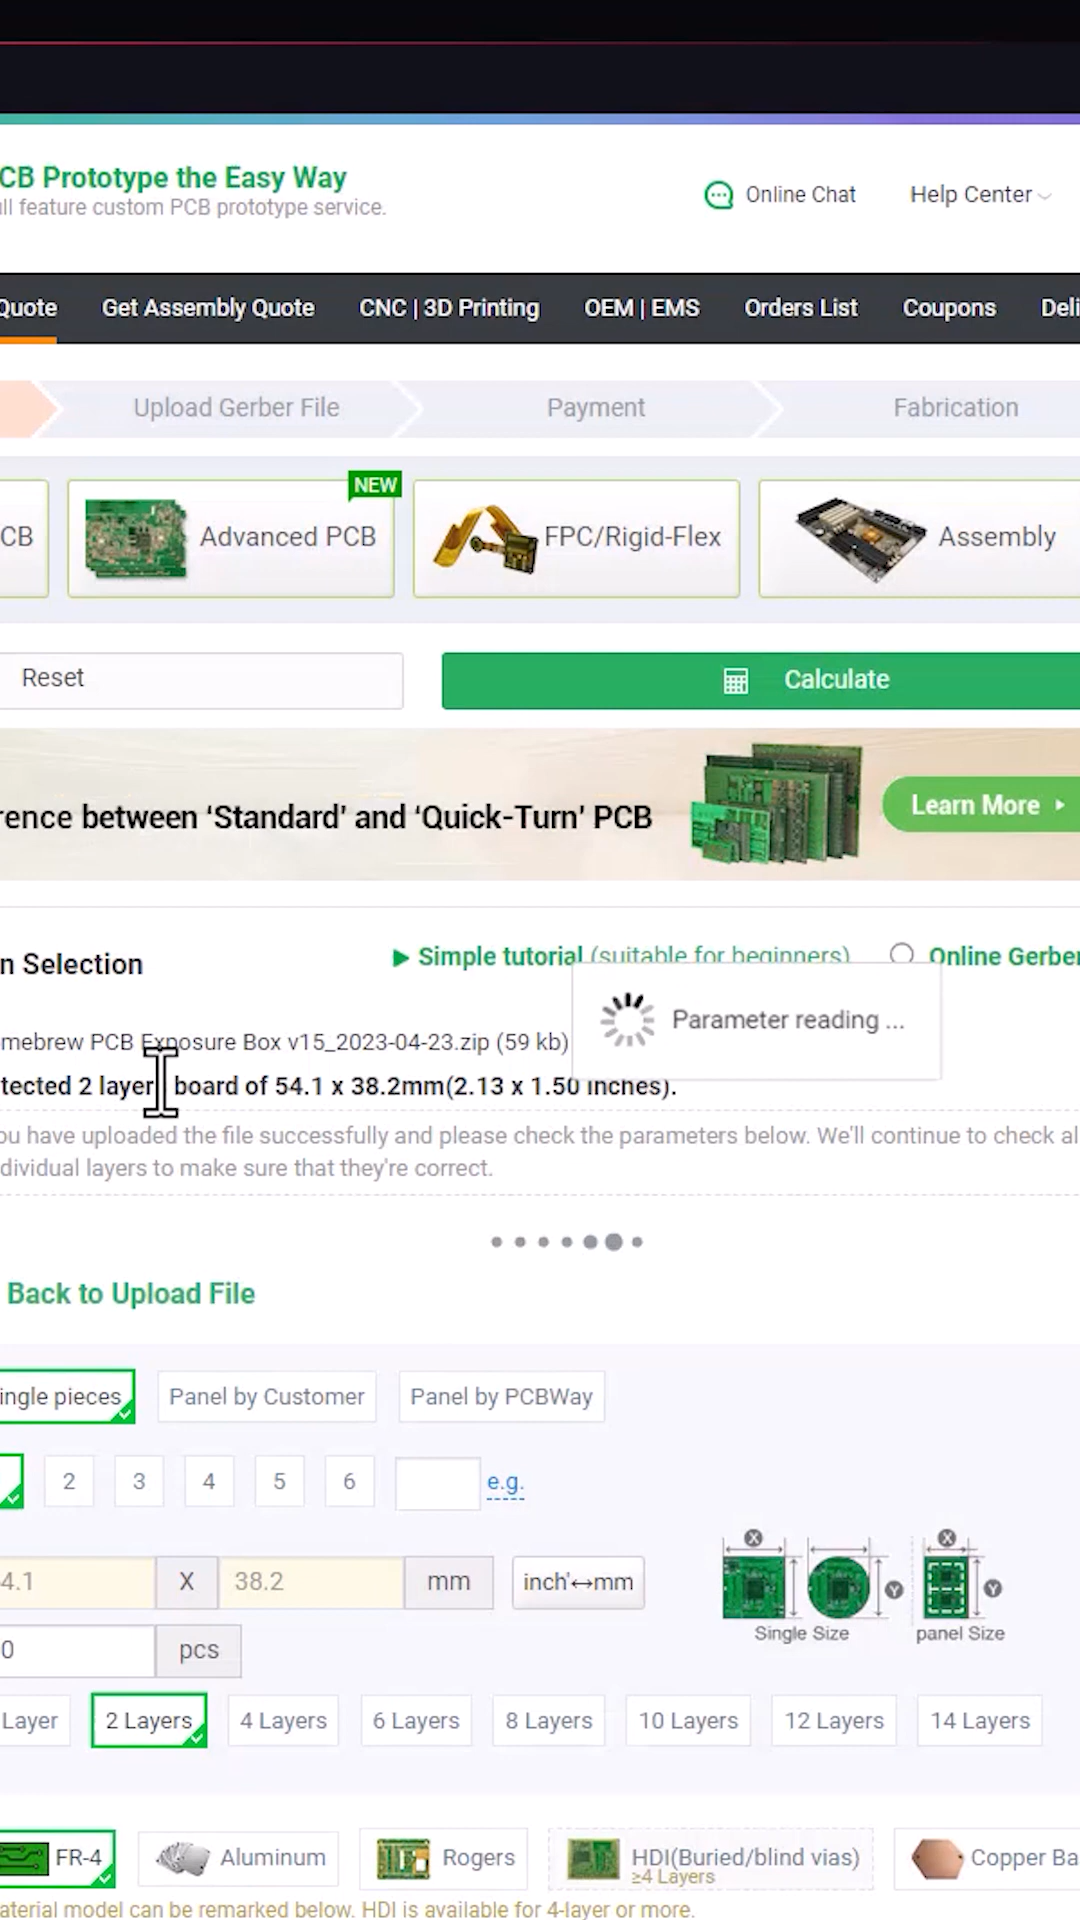 CB Prototype the Easy Way
ll feature custom PCB prototype service.
Online Chat
Help Center
Quote
Get Assembly Quote
CNC | 3D Printing
OEM | EMS
Orders List
Coupons
Deli
Upload Gerber File
Payment
Fabrication
NEW
CB
Advanced PCB
FPC/Rigid-Flex
Assembly
Reset
Calculate
rence between ‘Standard’ and ‘Quick-Turn’ PCB
Learn More
n Selection
Simple tutorial (suitable for beginners)
Online Gerber
Parameter reading ...
mebrew PCB Exposure Box v15_2023-04-23.zip (59 kb)
tected 2 layer board of 54.1 x 38.2mm(2.13 x 1.50 inches).
ou have uploaded the file successfully and please check the parameters below. We'll continue to check al
dividual layers to make sure that they're correct.
Back to Upload File
ingle pieces
Panel by Customer
Panel by PCBWay
2
3
4
5
6
e.g.
X
X
4.1
X
38.2
mm
inch'↔mm
Y
Y
Single Size
panel Size
0
pcs
Layer
2 Layers
4 Layers
6 Layers
8 Layers
10 Layers
12 Layers
14 Layers
FR-4
Aluminum
Rogers
HDI(Buried/blind vias)
≥4 Layers
Copper Ba
aterial model can be remarked below. HDI is available for 4-layer or more.